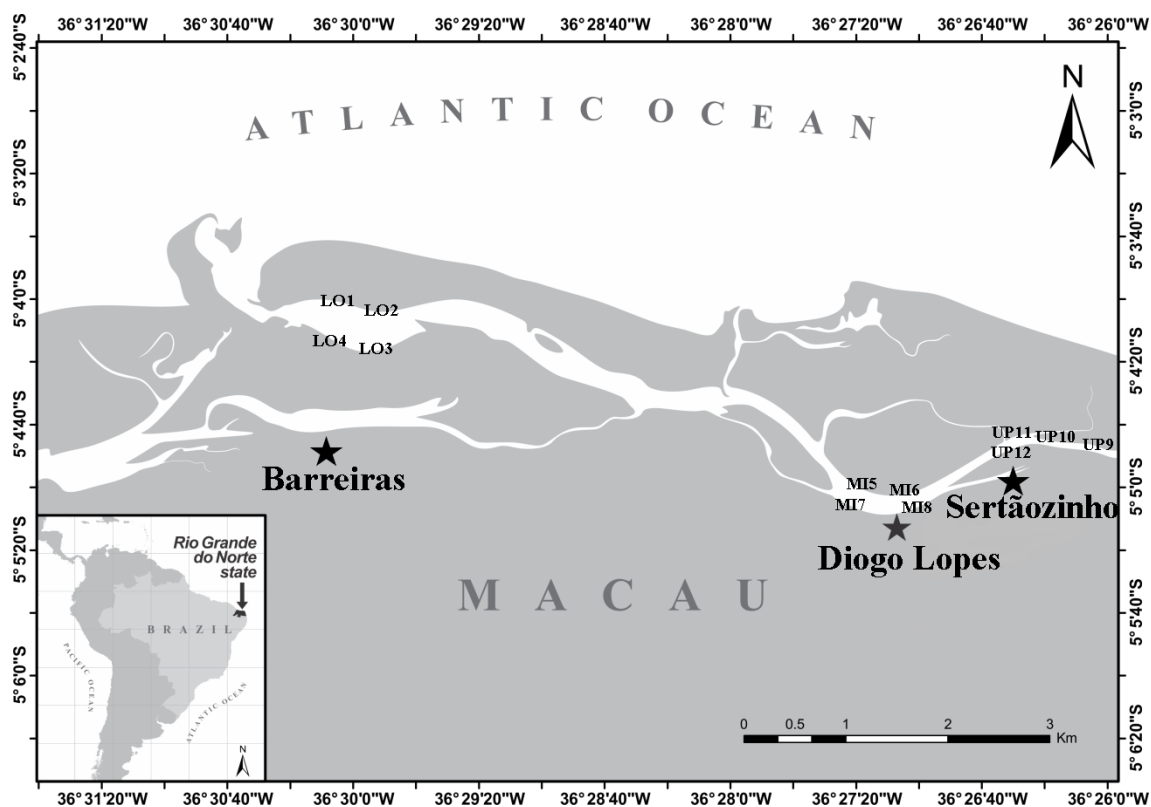 36°31'20"W 36°30'40"W 36°30'0"W 36°29'20"W 36°28'40"W 36°28'0"W 36°27'20"W 36°26'40"W 36°26'0"W
5°2'40"S
5°3'20"S
5°4'0"S
5°4'40"S
5°5'20"S
5°6'0"S
ATLANTIC OCEAN
N
LO1
LO2
LO4
LO3
Barreiras
UP11 UP10 UP9
UP12
MI5 MI6
MI7 MI8
Sertãozinho
Diogo Lopes
MACAU
Rio Grande
do Norte
state
BRAZIL
PACIFIC OCEAN
ATLANTIC OCEAN
N
0 0.5 1 2 3
Km
5°3'0"S
5°3'40"S
5°4'20"S
5°5'0"S
5°5'40"S
5°6'20"S
36°31'20"W 36°30'40"W 36°30'0"W 36°29'20"W 36°28'40"W 36°28'0"W 36°27'20"W 36°26'40"W 36°26'0"W